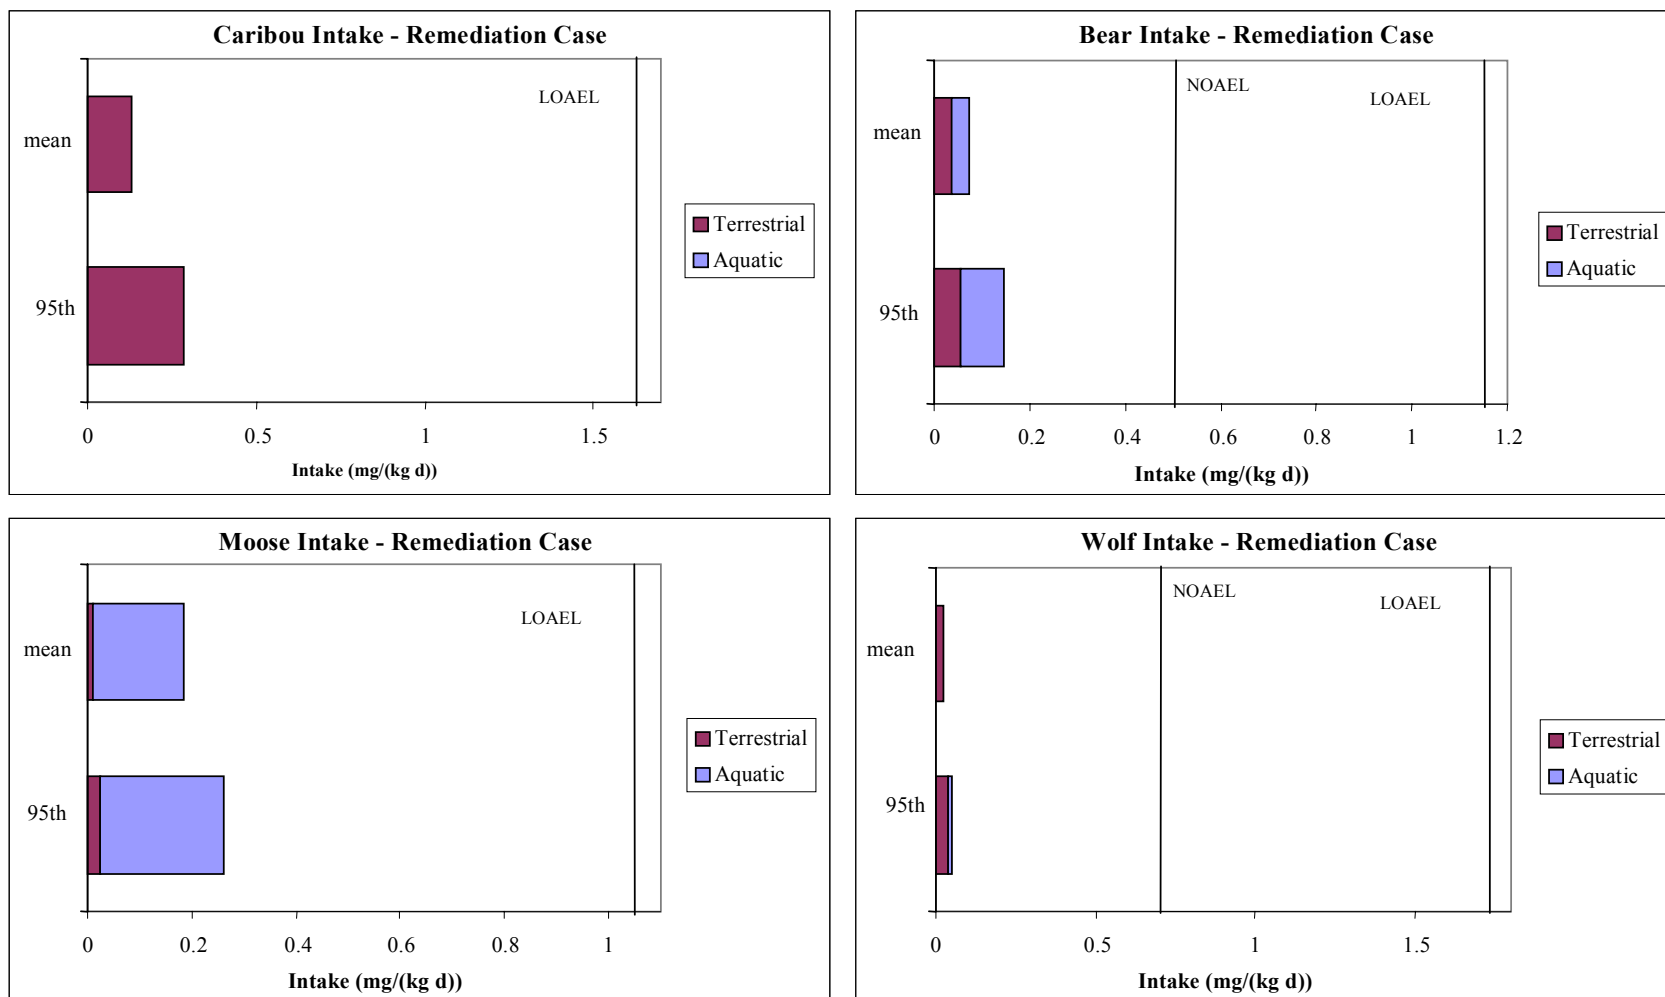 Caribou Intake - Remediation Case
LOAEL
mean
95th
0 0.5 1 1.5
Intake (mg/(kg d))
Terrestrial
Aquatic
Bear Intake - Remediation Case
NOAEL
LOAEL
mean
95th
0 0.2 0.4 0.6 0.8 1 1.2
Intake (mg/(kg d))
Terrestrial
Aquatic
Moose Intake - Remediation Case
LOAEL
mean
95th
0 0.2 0.4 0.6 0.8 1
Intake (mg/(kg d))
Terrestrial
Aquatic
Wolf Intake - Remediation Case
NOAEL
LOAEL
mean
95th
0 0.5 1 1.5
Intake (mg/(kg d))
Terrestrial
Aquatic